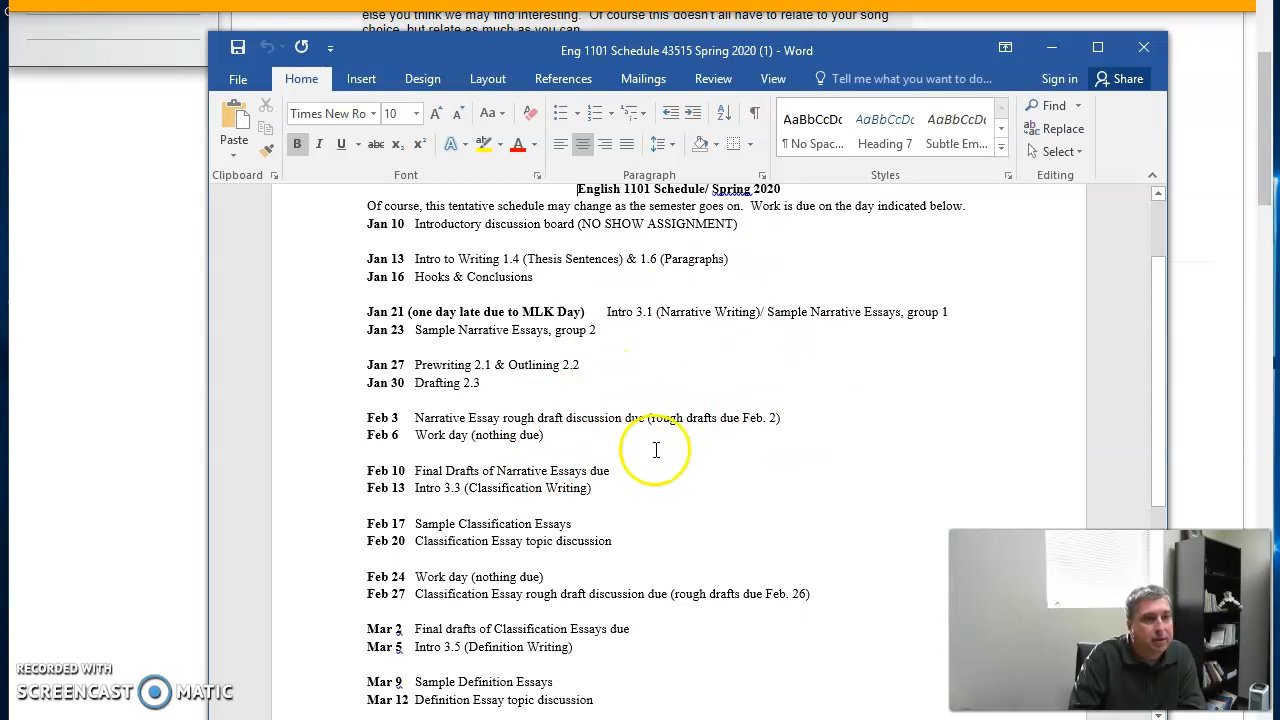 else you think we may find interesting.  Of course this doesn't all have to relate to your song
choice, but relate as much as you can.
Eng 1101 Schedule 43515 Spring 2020 (1) - Word
File Home Insert Design Layout References Mailings Review View Tell me what you want to do... Sign in Share
Times New Ro 10 Aa AaBbCcDc AaBbCcDc AaBbCcDc Find
Replace
Paste B I U abc x₂ x² A A ¶ No Spac... Heading 7 Subtle Em... Select
Clipboard Font Paragraph Styles Editing
English 1101 Schedule/ Spring 2020
Of course, this tentative schedule may change as the semester goes on.  Work is due on the day indicated below.
Jan 10 Introductory discussion board (NO SHOW ASSIGNMENT)
Jan 13 Intro to Writing 1.4 (Thesis Sentences) & 1.6 (Paragraphs)
Jan 16 Hooks & Conclusions
Jan 21 (one day late due to MLK Day) Intro 3.1 (Narrative Writing)/ Sample Narrative Essays, group 1
Jan 23 Sample Narrative Essays, group 2
Jan 27 Prewriting 2.1 & Outlining 2.2
Jan 30 Drafting 2.3
Feb 3 Narrative Essay rough draft discussion due (rough drafts due Feb. 2)
Feb 6 Work day (nothing due)
Feb 10 Final Drafts of Narrative Essays due
Feb 13 Intro 3.3 (Classification Writing)
Feb 17 Sample Classification Essays
Feb 20 Classification Essay topic discussion
Feb 24 Work day (nothing due)
Feb 27 Classification Essay rough draft discussion due (rough drafts due Feb. 26)
Mar 2 Final drafts of Classification Essays due
Mar 5 Intro 3.5 (Definition Writing)
Mar 9 Sample Definition Essays
Mar 12 Definition Essay topic discussion
RECORDED WITH
SCREENCAST MATIC